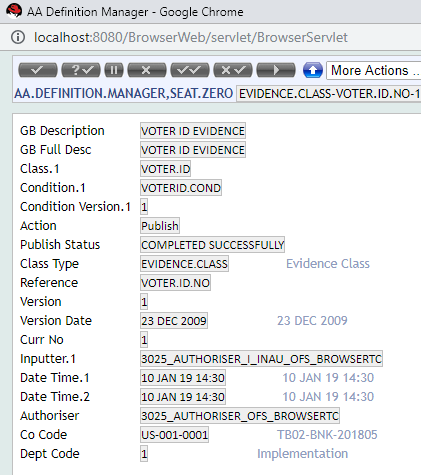 AA Definition Manager - Google Chrome
localhost:8080/BrowserWeb/servlet/BrowserServlet
More Actions ...
AA.DEFINITION.MANAGER,SEAT.ZERO EVIDENCE.CLASS-VOTER.ID.NO-1
GB Description VOTER ID EVIDENCE
GB Full Desc VOTER ID EVIDENCE
Class.1 VOTER.ID
Condition.1 VOTERID.COND
Condition Version.1 1
Action Publish
Publish Status COMPLETED SUCCESSFULLY
Class Type EVIDENCE.CLASS Evidence Class
Reference VOTER.ID.NO
Version 1
Version Date 23 DEC 2009 23 DEC 2009
Curr No 1
Inputter.1 3025_AUTHORISER_I_INAU_OFS_BROWSERTC
Date Time.1 10 JAN 19 14:30 10 JAN 19 14:30
Date Time.2 10 JAN 19 14:30 10 JAN 19 14:30
Authoriser 3025_AUTHORISER_OFS_BROWSERTC
Co Code US-001-0001 TB02-BNK-201805
Dept Code 1 Implementation